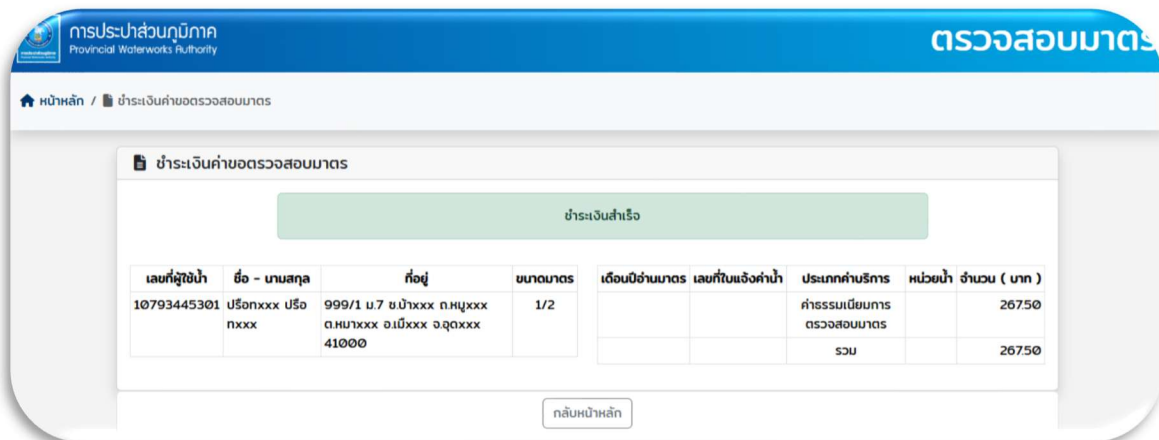 การประปาส่วนภูมิภาค
Provincial Waterworks Authority
ตรวจสอบมาตร
หน้าหลัก / ชำระเงินค่าขอตรวจสอบมาตร
ชำระเงินค่าขอตรวจสอบมาตร
ชำระเงินสำเร็จ
เลขที่ผู้ใช้น้ำ ชื่อ - นามสกุล ที่อยู่ ขนาดมาตร
10793445301 ปรือกxxx ปรือ 999/1 ม.7 ซ.บ้าxxx ถ.หมูxxx 1/2
กxxx ต.หมาxxx อ.เมืxxx จ.อุดxxx
41000
เดือนปีอ่านมาตร เลขที่ใบแจ้งค่าน้ำ ประเภทค่าบริการ หน่วยน้ำ จำนวน ( บาท )
ค่าธรรมเนียมการ 267.50
ตรวจสอบมาตร
รวม 267.50
กลับหน้าหลัก